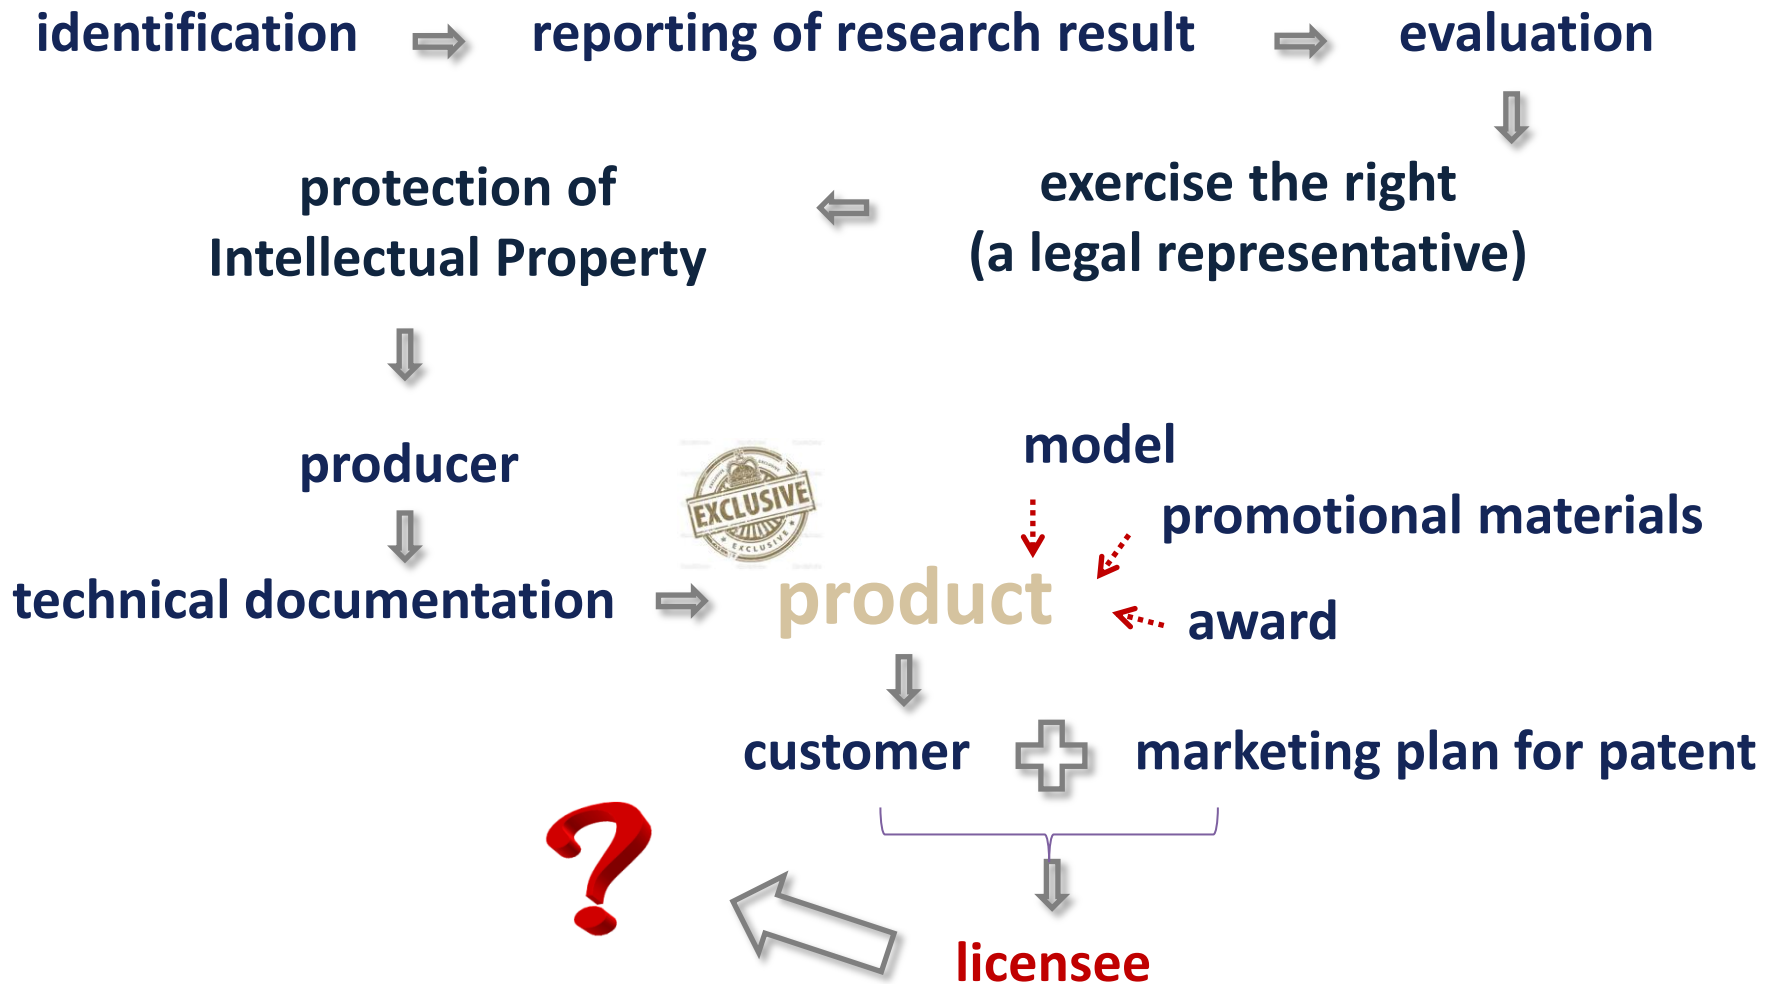 identification
reporting of research result
evaluation
exercise the right
(a legal representative)
protection of
Intellectual Property
producer
technical documentation
EXCLUSIVE
EXCLUSIVE
product
model
promotional materials
award
customer
marketing plan for patent
licensee
?